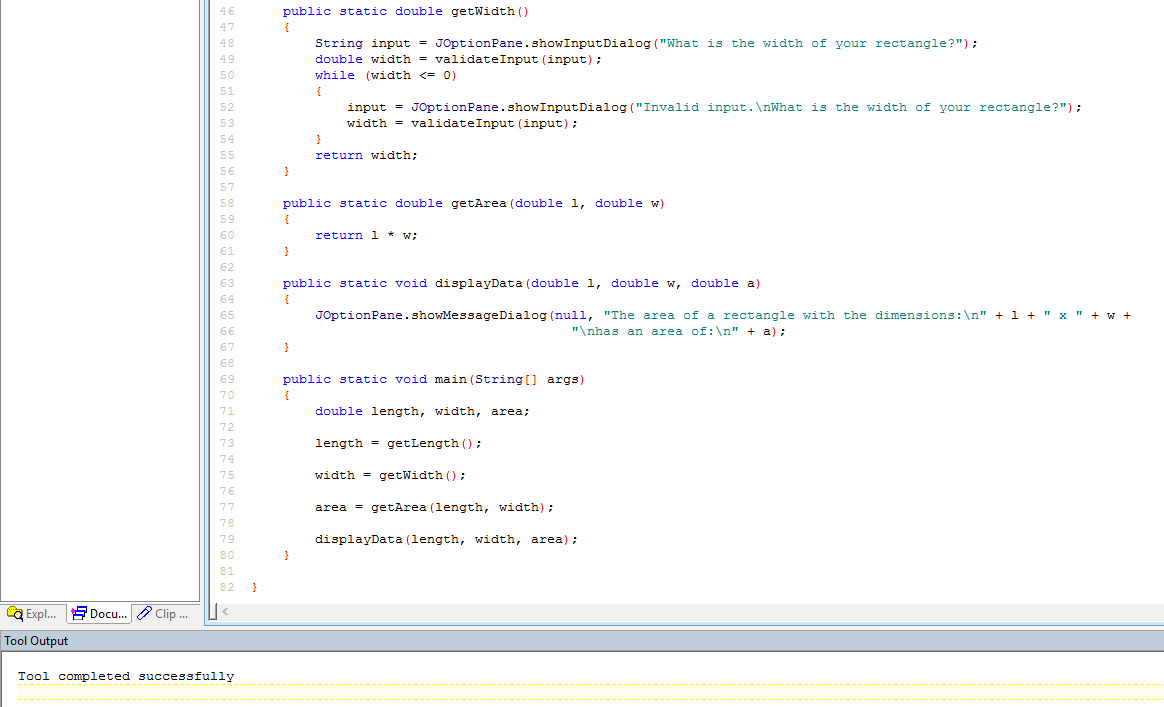 46 public static double getWidth()
47 {
48 String input = JOptionPane.showInputDialog("What is the width of your rectangle?");
49 double width = validateInput(input);
50 while (width <= 0)
51 {
52 input = JOptionPane.showInputDialog("Invalid input.\nWhat is the width of your rectangle?");
53 width = validateInput(input);
54 }
55 return width;
56 }
57
58 public static double getArea(double l, double w)
59 {
60 return l * w;
61 }
62
63 public static void displayData(double l, double w, double a)
64 {
65 JOptionPane.showMessageDialog(null, "The area of a rectangle with the dimensions:\n" + l + " x " + w +
66 "\nhas an area of:\n" + a);
67 }
68
69 public static void main(String[] args)
70 {
71 double length, width, area;
72
73 length = getLength();
74
75 width = getWidth();
76
77 area = getArea(length, width);
78
79 displayData(length, width, area);
80 }
81
82 }
Expl... Docu... Clip ...
Tool Output
Tool completed successfully